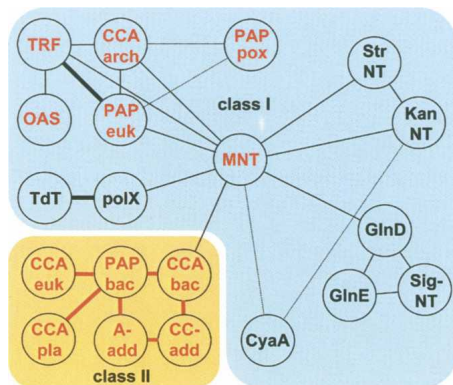 TRF
CCA
arch
PAP
pox
Str
NT
OAS
PAP
euk
class I
Kan
NT
MNT
TdT
polX
GlnD
CCA
euk
PAP
bac
CCA
bac
GlnE
Sig-
NT
CCA
pla
A-
add
CC-
add
CyaA
class II